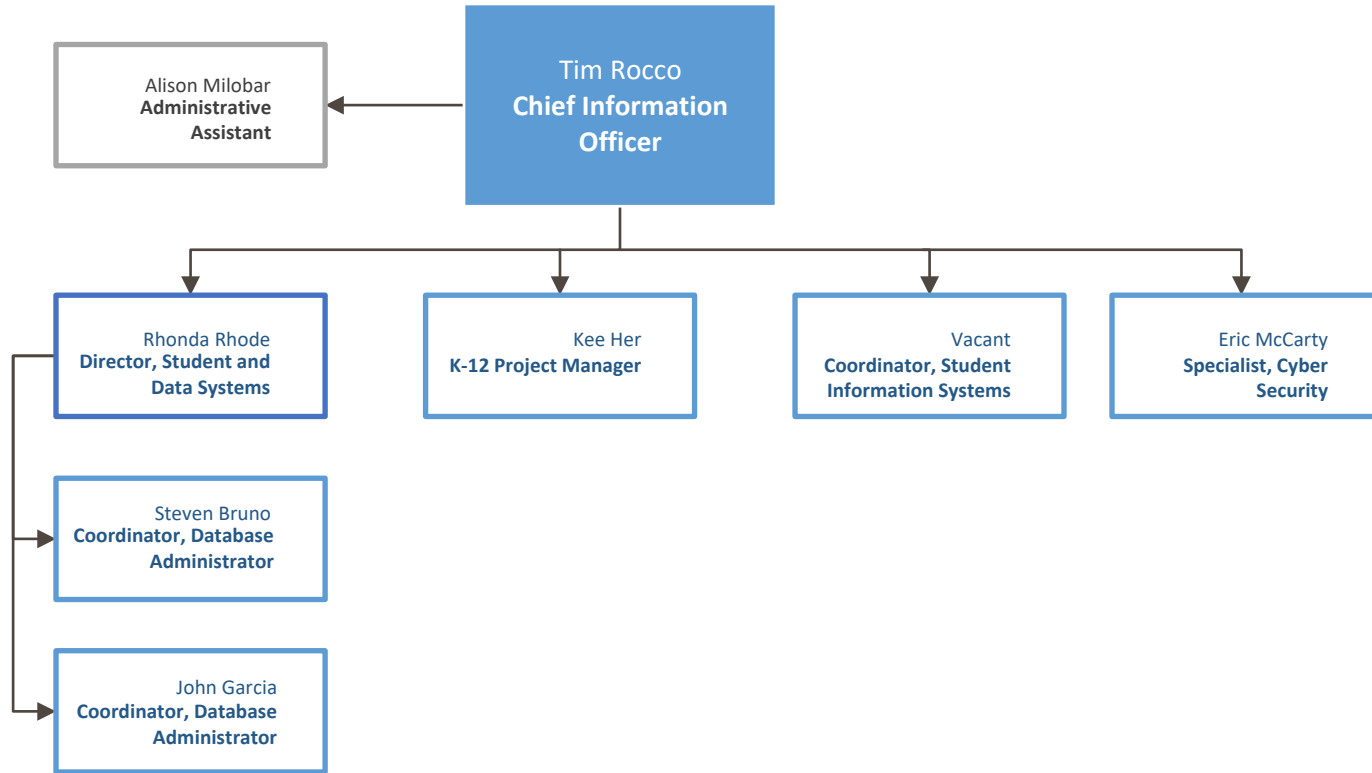 Alison Milobar
Administrative
Assistant
Tim Rocco
Chief Information
Officer
Rhonda Rhode
Director, Student and
Data Systems
Kee Her
K-12 Project Manager
Vacant
Coordinator, Student
Information Systems
Eric McCarty
Specialist, Cyber
Security
Steven Bruno
Coordinator, Database
Administrator
John Garcia
Coordinator, Database
Administrator